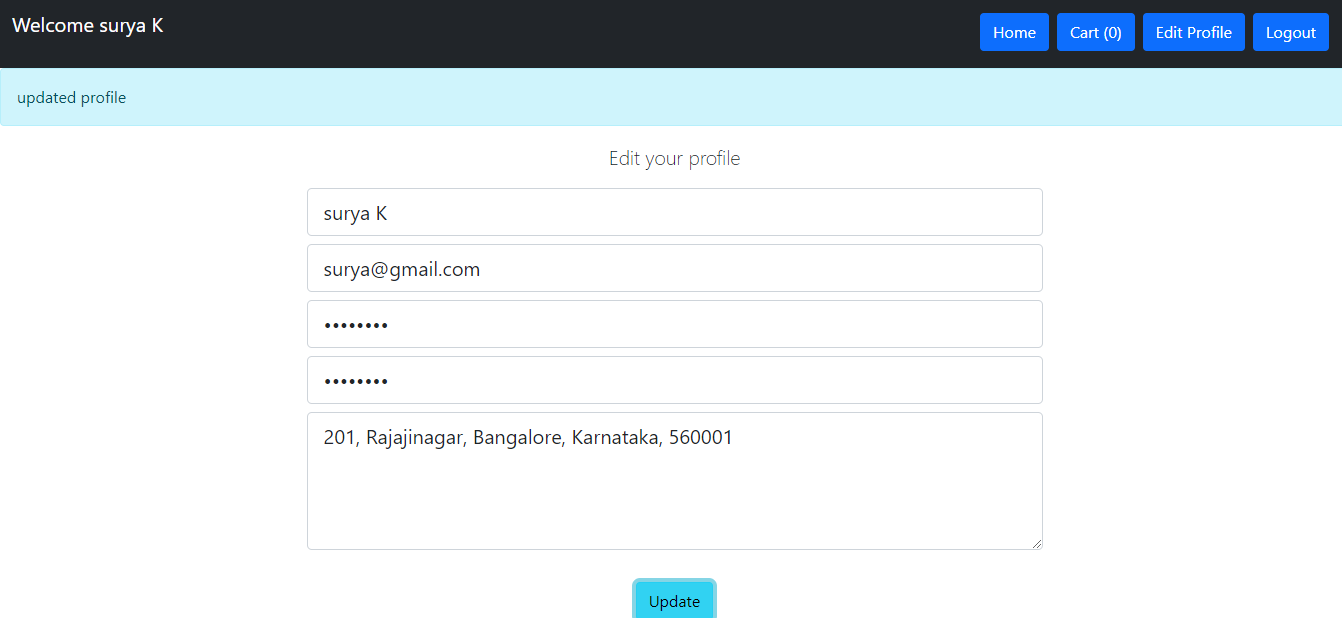 Welcome surya K
Home
Cart (0)
Edit Profile
Logout
updated profile
Edit your profile
surya K
surya@gmail.com
••••••••
••••••••
201, Rajajinagar, Bangalore, Karnataka, 560001
Update